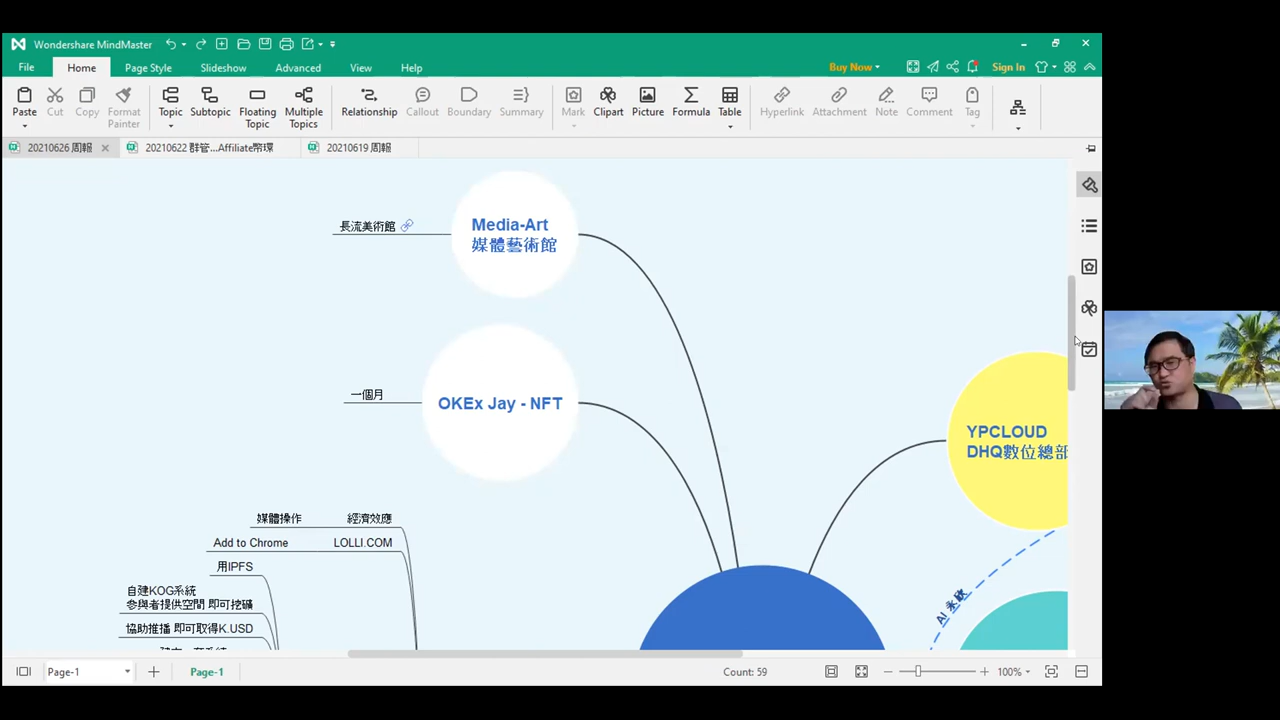 Wondershare MindMaster
File
Home
Page Style
Slideshow
Advanced
View
Help
Buy Now
Sign In
Paste
Cut
Copy
Format
Painter
Topic
Subtopic
Floating
Topic
Multiple
Topics
Relationship
Callout
Boundary
Summary
Mark
Clipart
Picture
Formula
Table
Hyperlink
Attachment
Note
Comment
Tag
20210626 周報
20210622 群管...Affiliate幣環
20210619 周報
長流美術館
Media-Art
媒體藝術館
一個月
OKEx Jay - NFT
YPCLOUD
DHQ數位總部
媒體操作
經濟效應
Add to Chrome
LOLLI.COM
用IPFS
自建KOG系統
參與者提供空間 即可挖礦
協助推播 即可取得K.USD
AI 永歐
Page-1
Page-1
Count: 59
100%